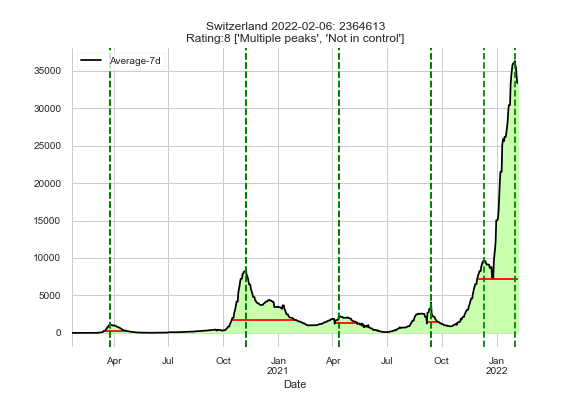 Switzerland 2022-02-06: 2364613
Rating:8 ['Multiple peaks', 'Not in control']
Average-7d
35000
30000
25000
20000
15000
10000
5000
0
Apr Jul Oct Jan Apr Jul Oct Jan
2021 2022
Date